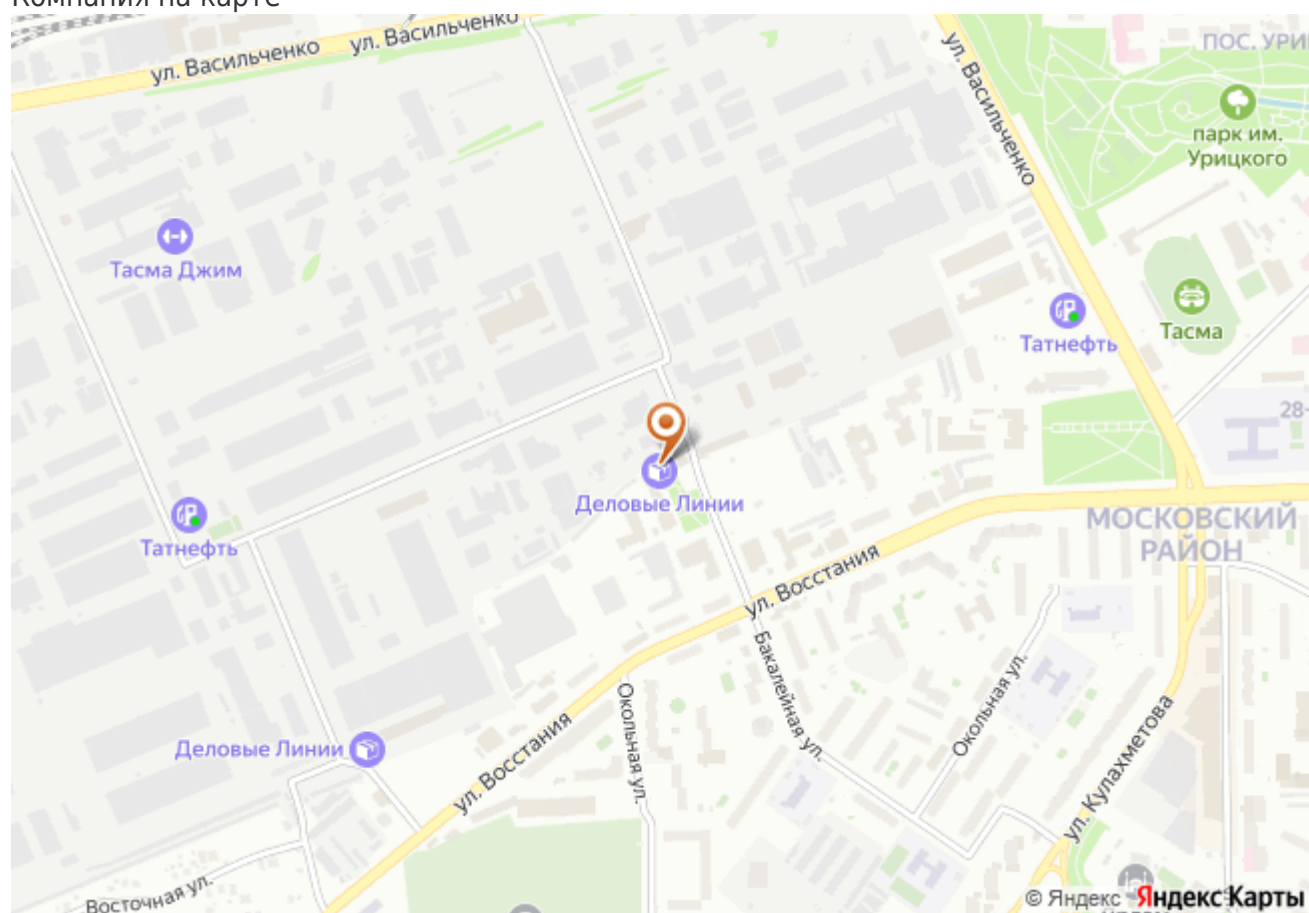 Компания на карте
ул. Васильченко
ул. Васильченко
ул. Васильченко
ПОС. УРИ
парк им.
Урицкого
Тасма Джим
Татнефть
Тасма
28-
Деловые Линии
Татнефть
МОСКОВСКИЙ
РАЙОН
ул. Восстания
Бакалейная ул.
Окольная ул.
Окольная ул.
ул. Кулахметова
Деловые Линии
ул. Восстания
Восточная ул.
© Яндекс Яндекс Карты